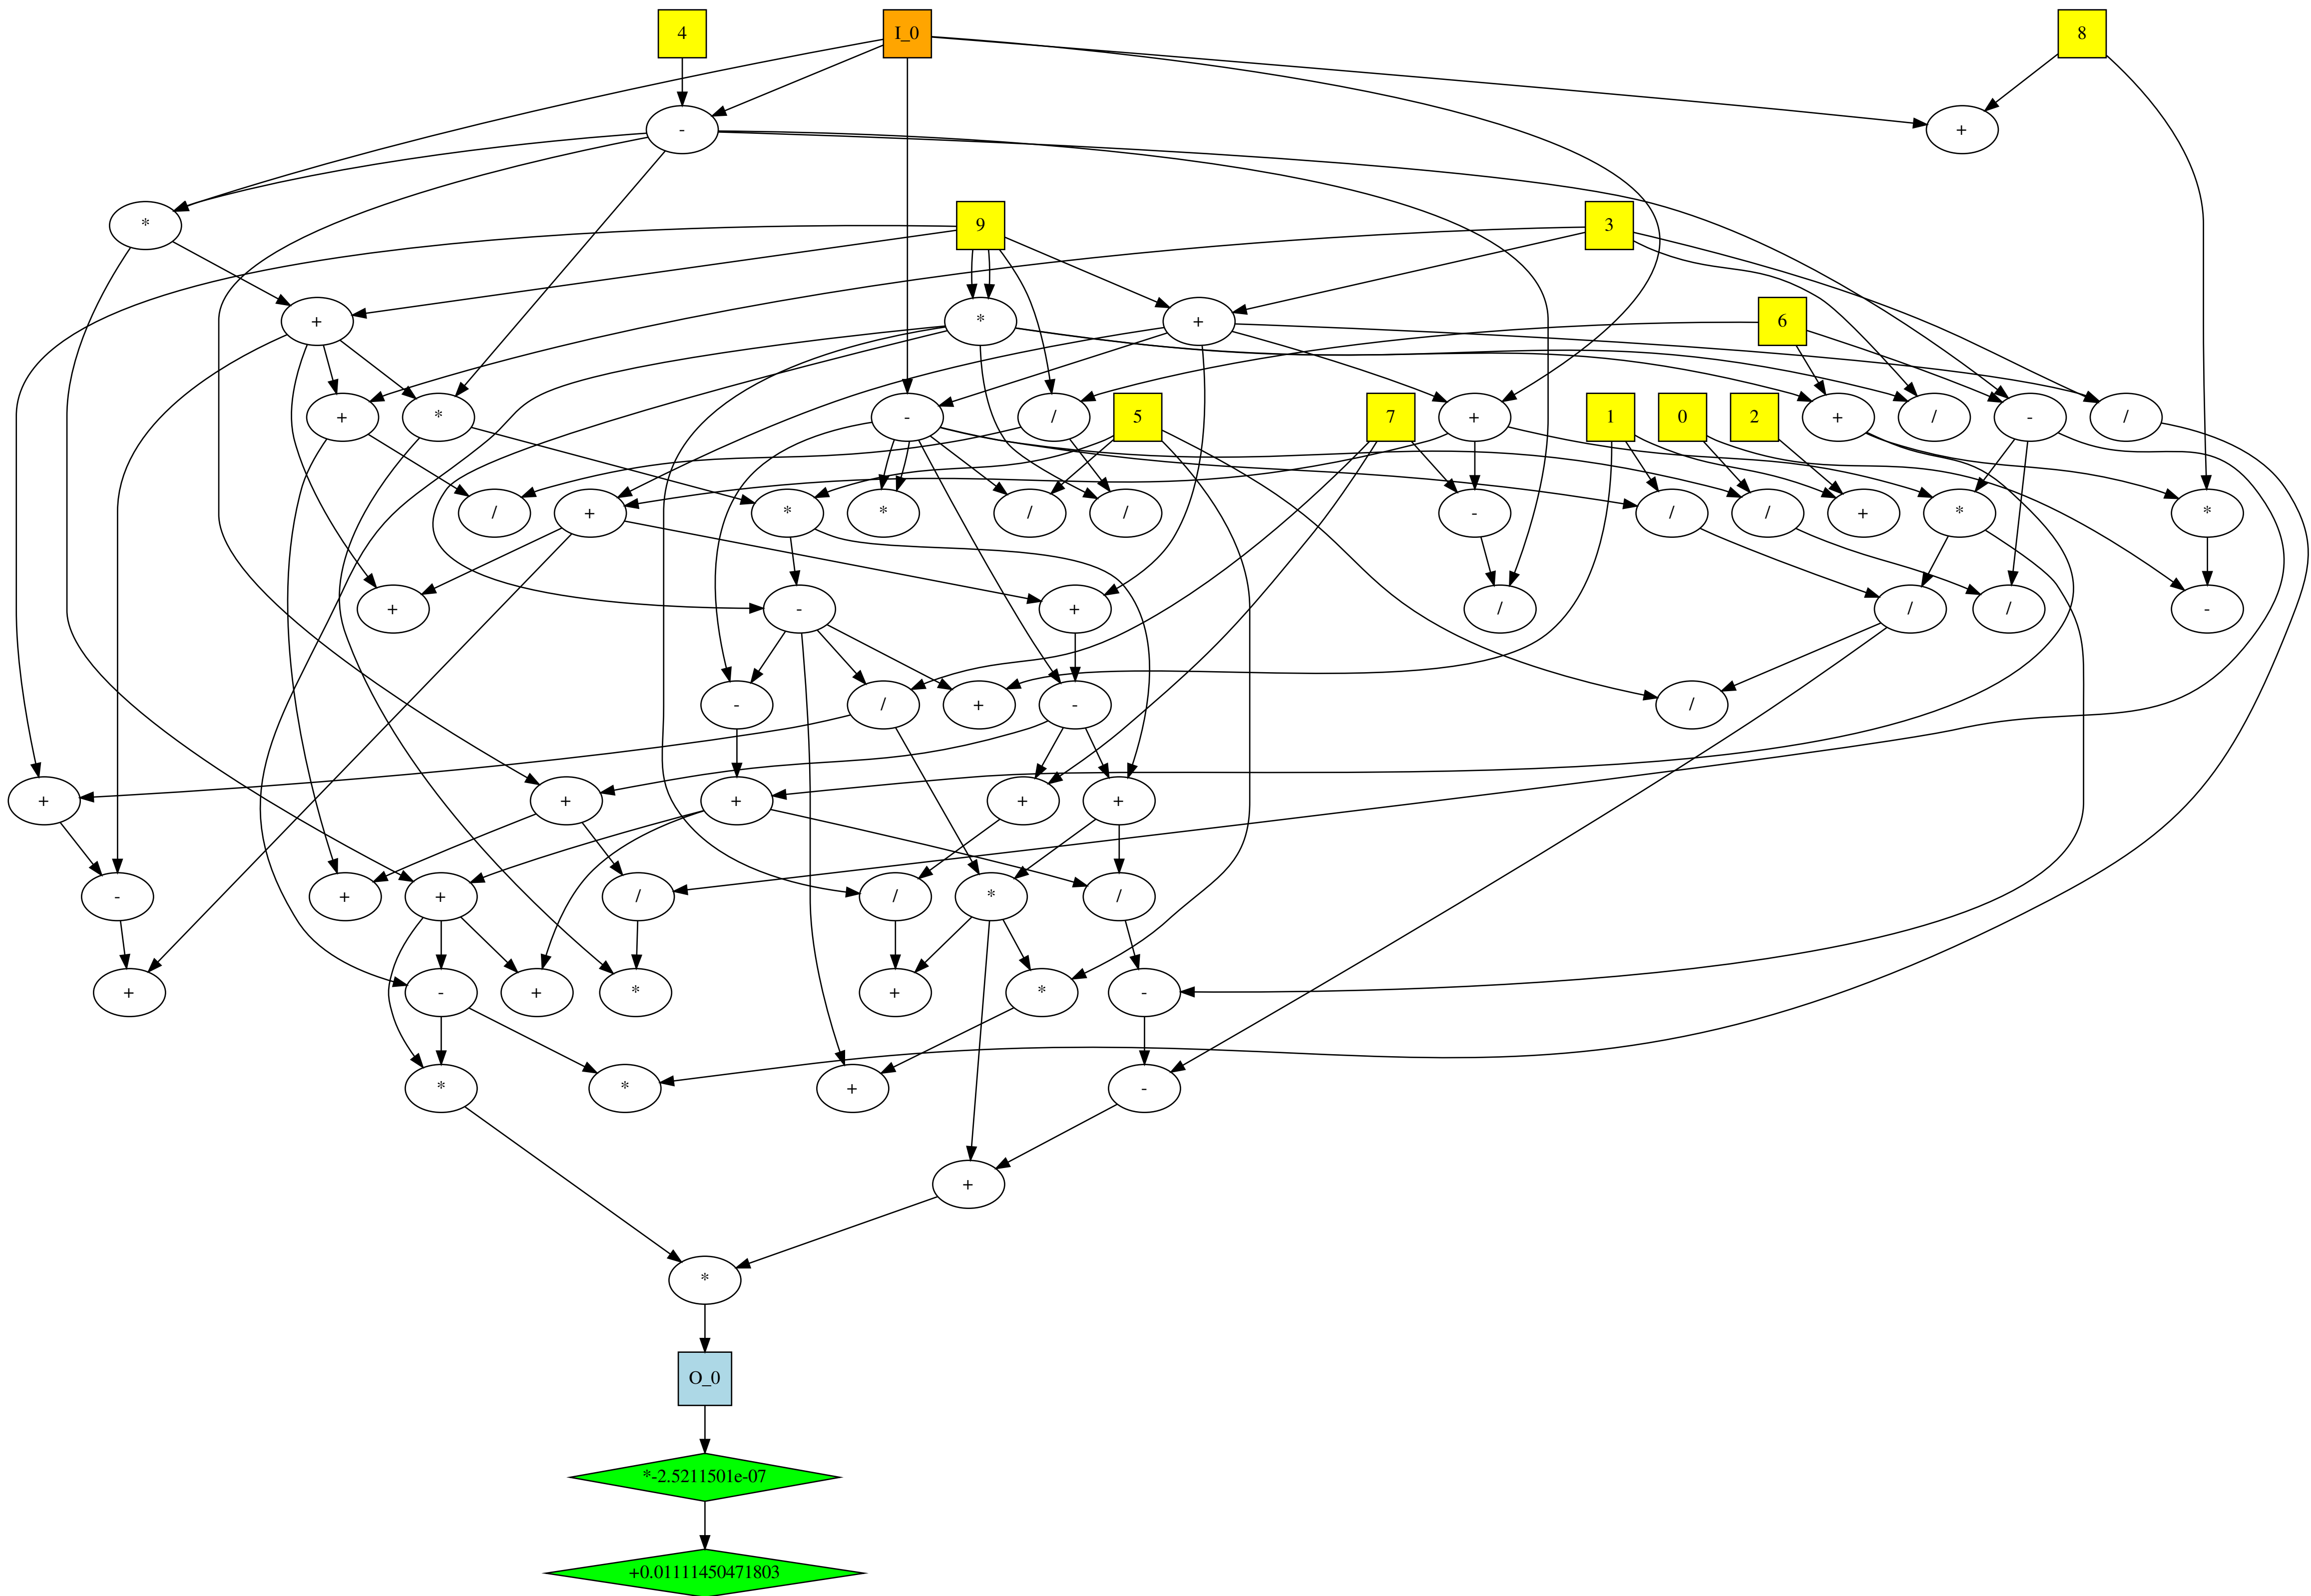 4 I_0 8
- +
* 9 3
+ * + 6
+ * - / 5 7 + 1 0 2 + / - /
/ + * * / / - / / + * *
+ - + / / / -
- / + - /
+ + + + +
- + + / / * /
+ - + * + * -
* * + -
+
*
O_0
*-2.5211501e-07
+0.01111450471803